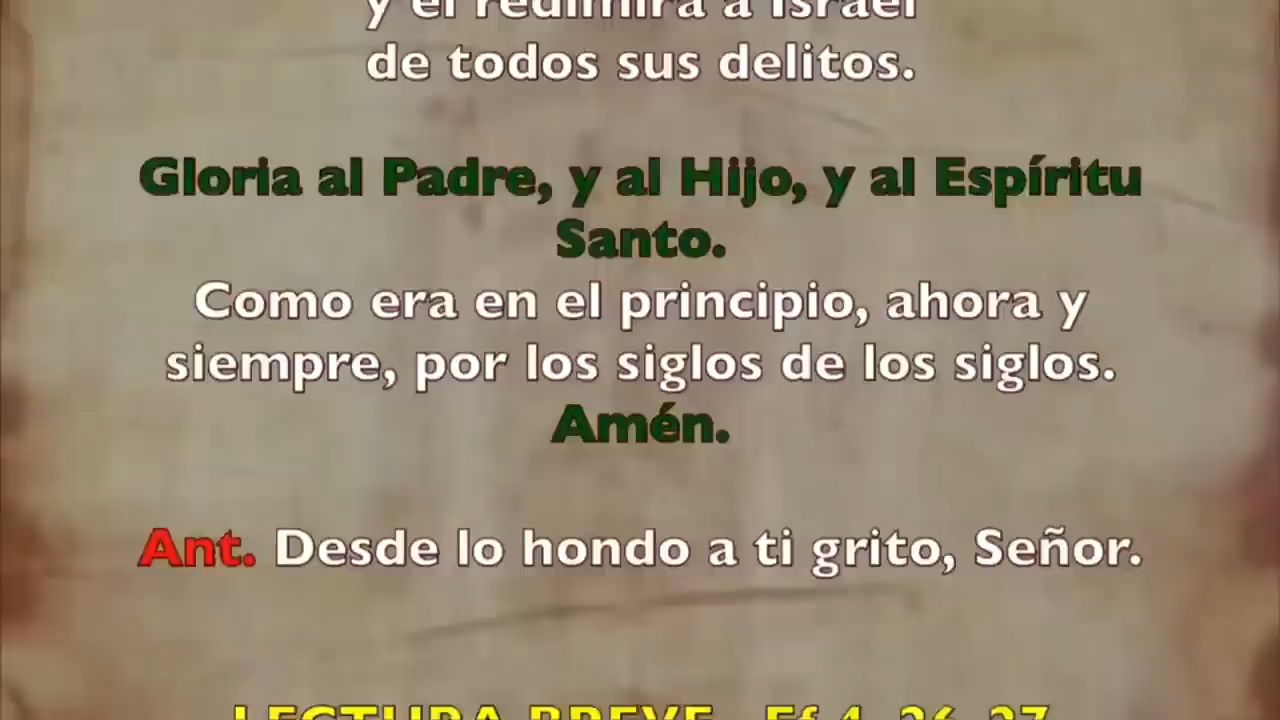 y él redimirá a Israel
de todos sus delitos.
Gloria al Padre, y al Hijo, y al Espíritu
Santo.
Como era en el principio, ahora y
siempre, por los siglos de los siglos.
Amén.
Ant. Desde lo hondo a ti grito, Señor.
LECTURA BREVE Ef 4, 26-27